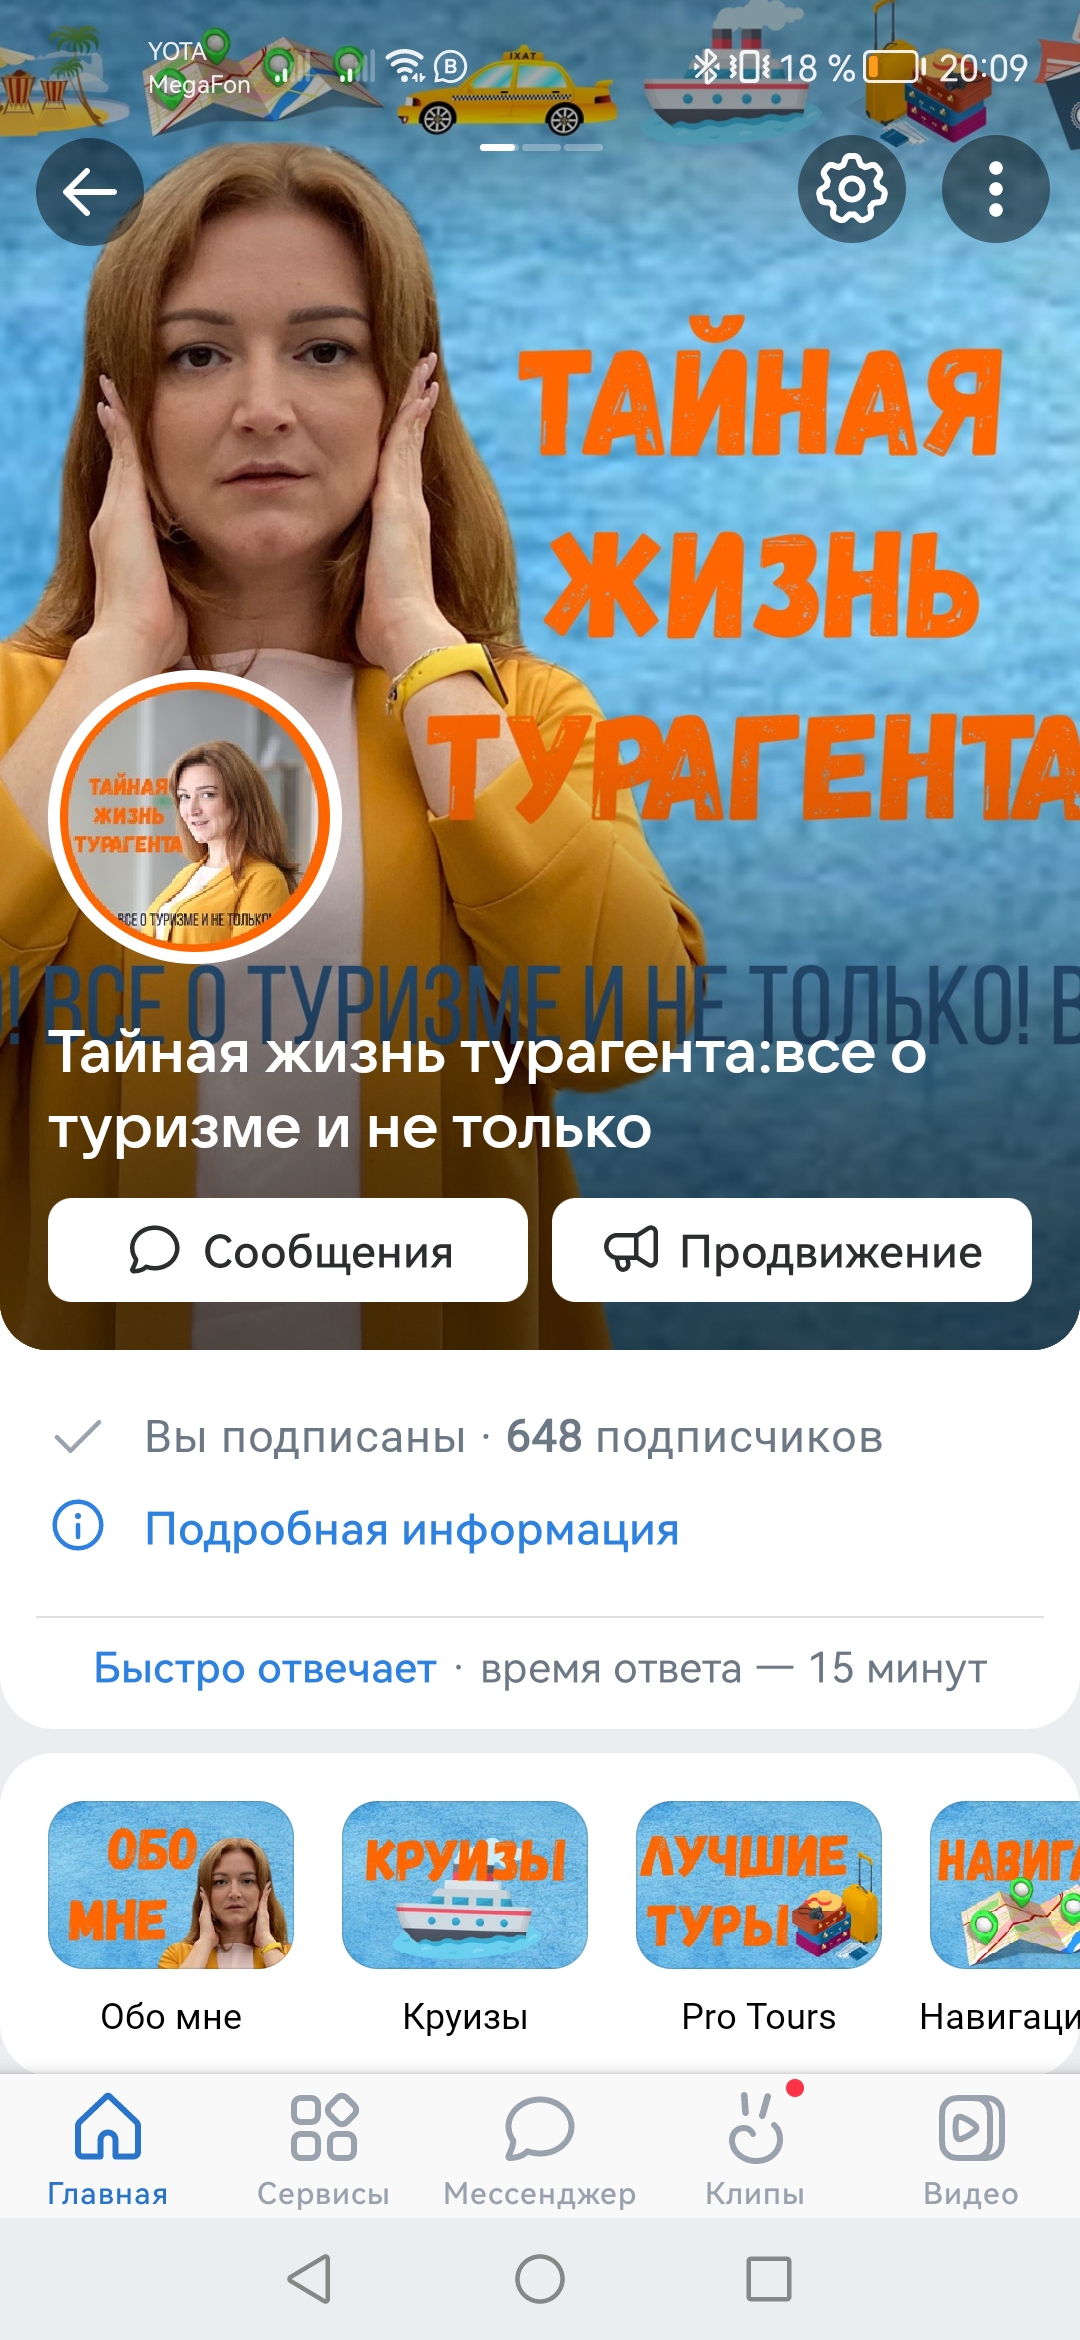 YOTA
MegaFon
18 % 20:09
IXAT
ТАЙНАЯ
ЖИЗНЬ
ТУРАГЕНТА
ТАЙНАЯ
ЖИЗНЬ
ТУРАГЕНТА
ВСЕ О ТУРИЗМЕ И НЕ ТОЛЬКО!
! ВСЕ О ТУРИЗМЕ И НЕ ТОЛЬКО! В
Тайная жизнь турагента:все о
туризме и не только
Сообщения Продвижение
Вы подписаны · 648 подписчиков
Подробная информация
Быстро отвечает · время ответа — 15 минут
ОБО
МНЕ
КРУИЗЫ
ЛУЧШИЕ
ТУРЫ
НАВИГА
Обо мне Круизы Pro Tours Навигаци
Главная Сервисы Мессенджер Клипы Видео